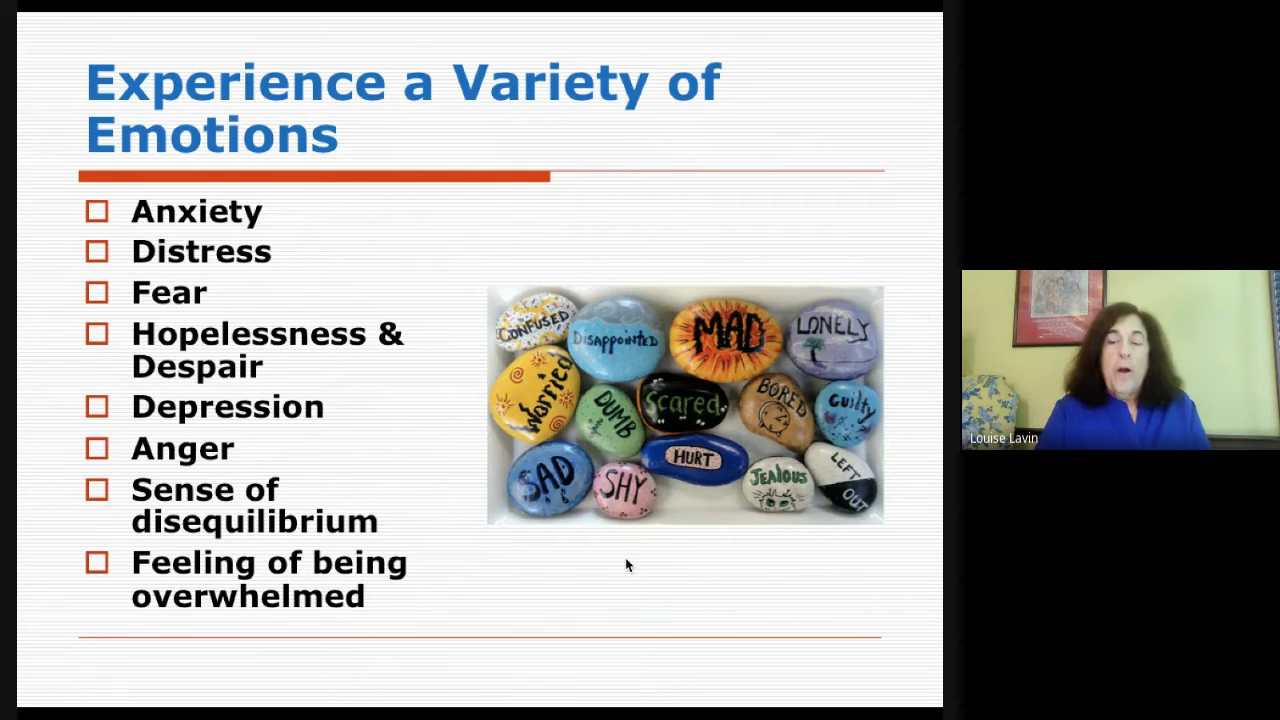 Experience a Variety of
Emotions
Anxiety
Distress
Fear
Hopelessness &
Despair
Depression
Anger
Sense of
disequilibrium
Feeling of being
overwhelmed
CONFUSED
DISAPPOINTED
MAD
LONELY
Worried
DUMB
Scared
BORED
GUiLty
SAD
SHY
HURT
JEALOUS
LEFT
OUT
Louise Lavin